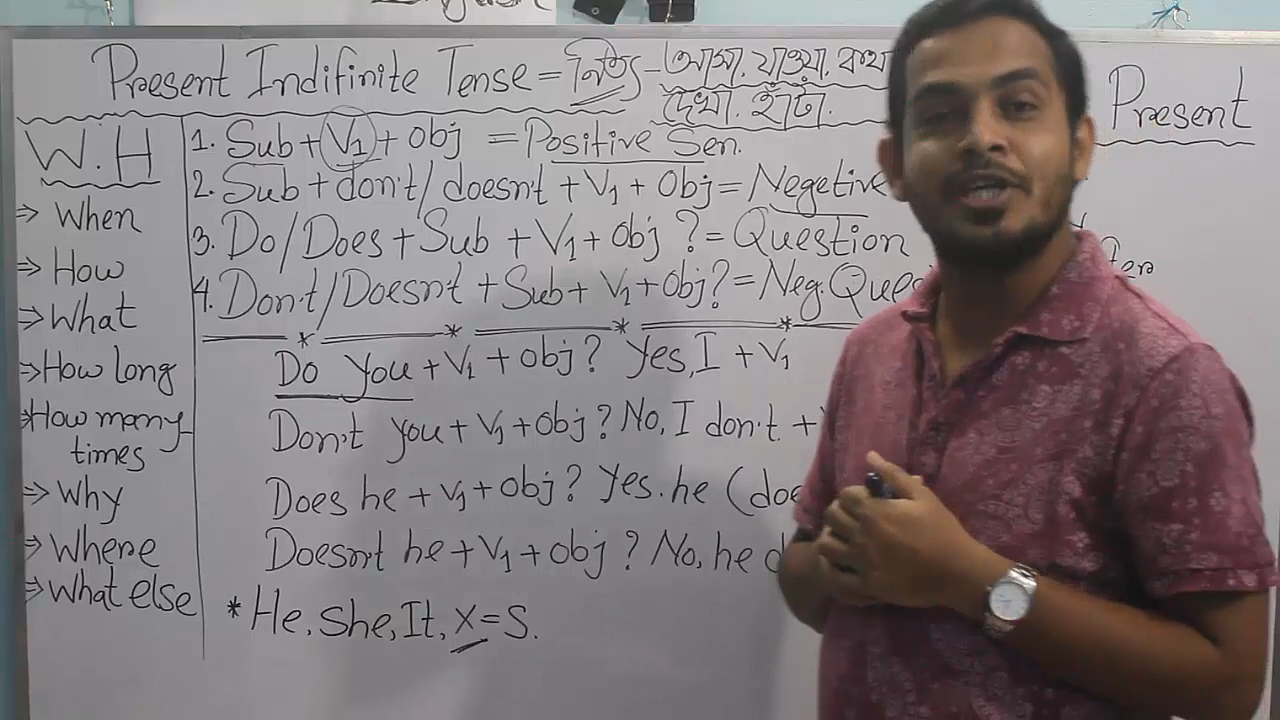 English
Present Indifinite Tense = নিত্য - আসা. যাওয়া. কথা
দেখা. হাঁটা.
Present
W.H
⇒ When
⇒ How
⇒ What
⇒ How long
⇒ How many
times
⇒ Why
⇒ Where
⇒ What else
1. Sub + V1 + obj = Positive Sen.
2. Sub + don't/doesn't + V1 + Obj = Negetive
3. Do/Does + Sub + V1 + Obj ? = Question
4. Don't/Doesn't + Sub + V1 + Obj? = Neg. Ques
Do you + V1 + obj? Yes, I + V1
Don't you + V1 + Obj? No, I don't +
Does he + V1 + Obj? Yes. he (doe
Doesn't he + V1 + obj ? No, he d
* He, She, It, X = S.